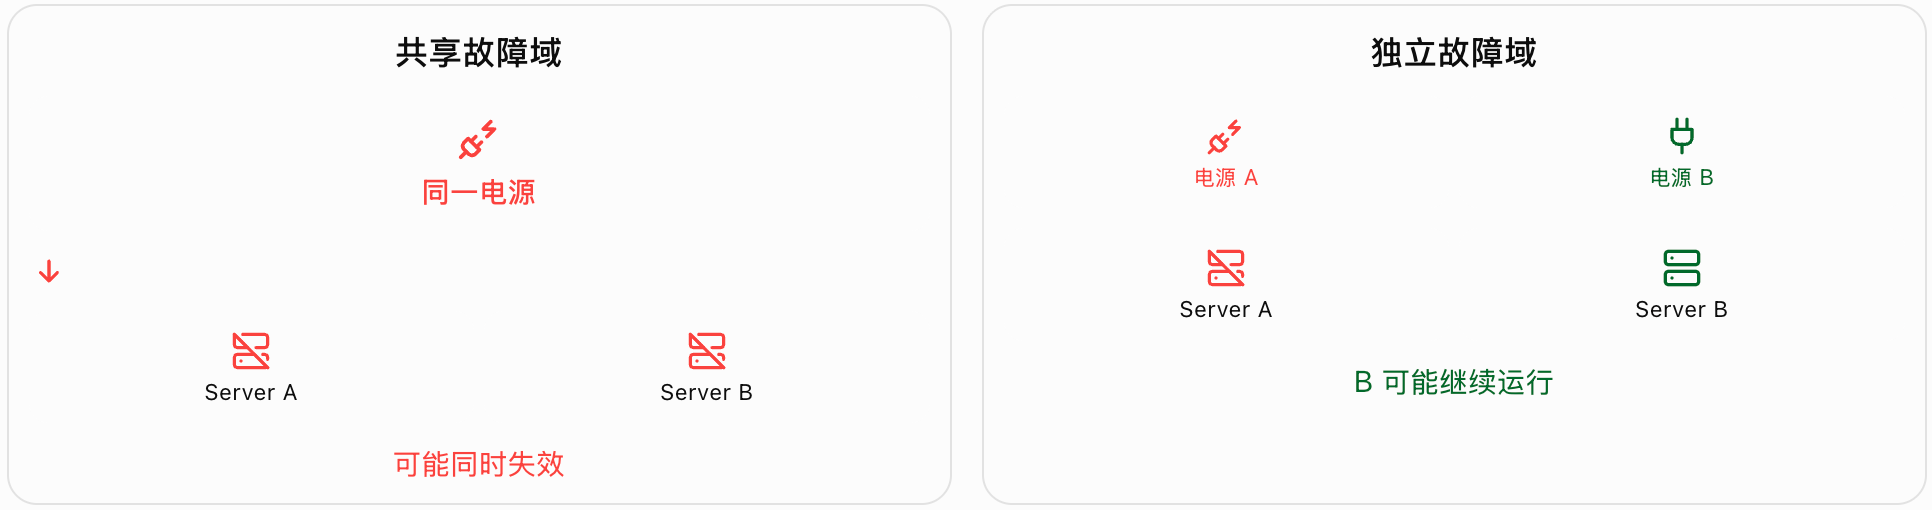 共享故障域
同一电源
Server A
Server B
可能同时失效
独立故障域
电源 A
电源 B
Server A
Server B
B 可能继续运行